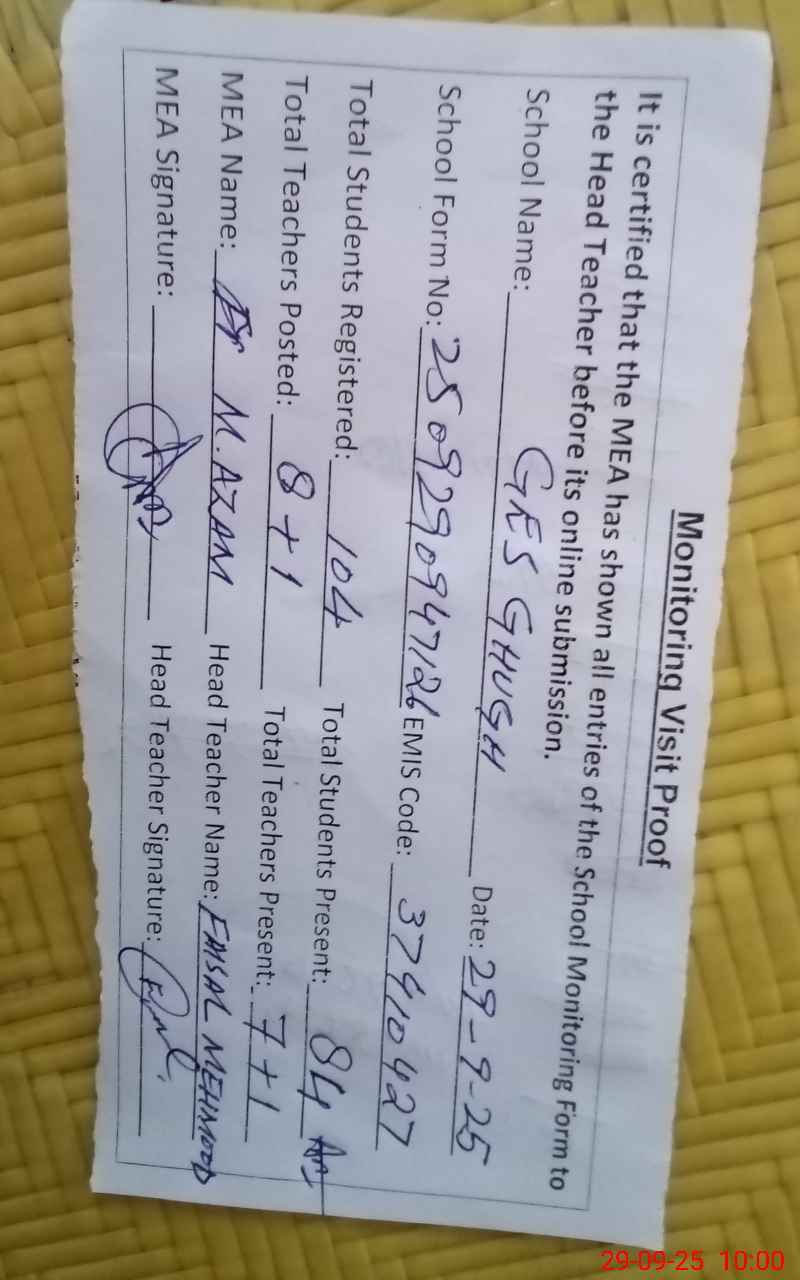 Monitoring Visit Proof
It is certified that the MEA has shown all entries of the School Monitoring Form to
the Head Teacher before its online submission.
School Name: GES GHUGH Date: 29-9-25
School Form No: 250929094712 EMIS Code: 37410427
Total Students Registered: 104 Total Students Present: 84
Total Teachers Posted: 8+1 Total Teachers Present: 7+1
MEA Name: M. AZAM Head Teacher Name: FAISAL MEHMOOD
MEA Signature: Head Teacher Signature:
29-09-25 10:00